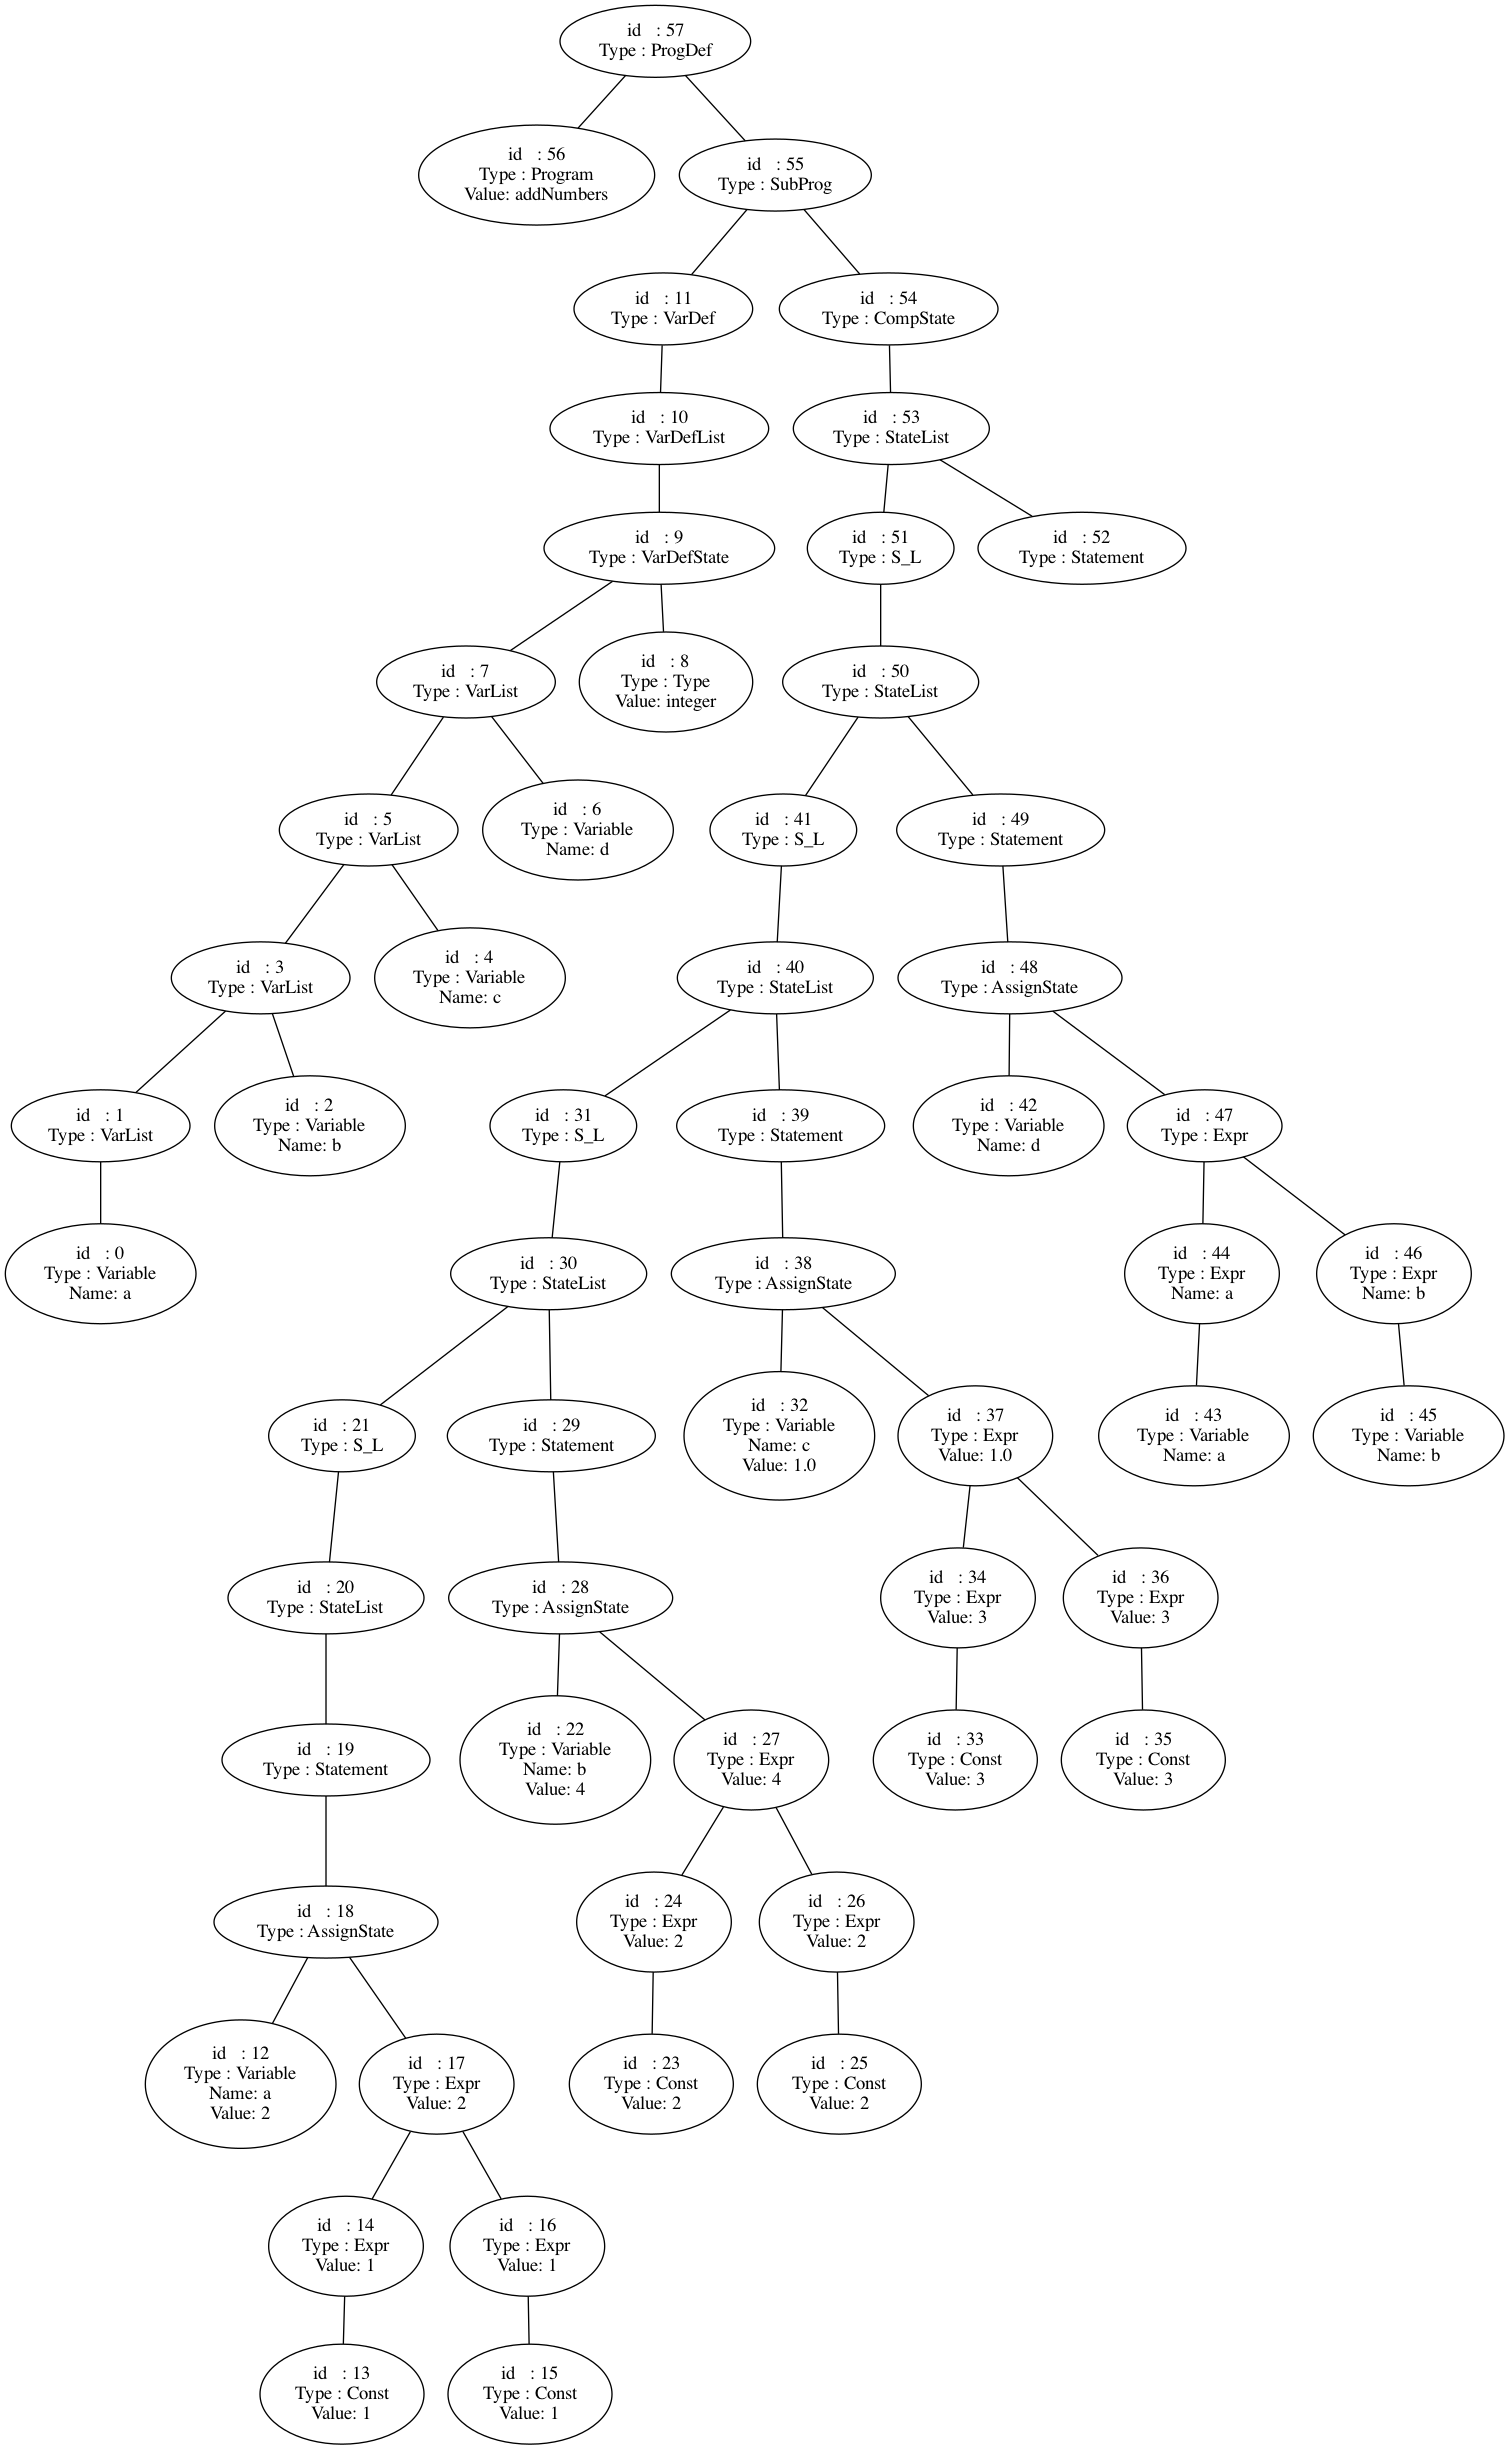 id : 57
Type : ProgDef
id : 56
Type : Program
Value: addNumbers
id : 55
Type : SubProg
id : 11
Type : VarDef
id : 54
Type : CompState
id : 10
Type : VarDefList
id : 53
Type : StateList
id : 9
Type : VarDefState
id : 51
Type : S_L
id : 52
Type : Statement
id : 7
Type : VarList
id : 8
Type : Type
Value: integer
id : 50
Type : StateList
id : 5
Type : VarList
id : 6
Type : Variable
Name: d
id : 41
Type : S_L
id : 49
Type : Statement
id : 3
Type : VarList
id : 4
Type : Variable
Name: c
id : 40
Type : StateList
id : 48
Type : AssignState
id : 1
Type : VarList
id : 2
Type : Variable
Name: b
id : 31
Type : S_L
id : 39
Type : Statement
id : 42
Type : Variable
Name: d
id : 47
Type : Expr
id : 0
Type : Variable
Name: a
id : 30
Type : StateList
id : 38
Type : AssignState
id : 44
Type : Expr
Name: a
id : 46
Type : Expr
Name: b
id : 21
Type : S_L
id : 29
Type : Statement
id : 32
Type : Variable
Name: c
Value: 1.0
id : 37
Type : Expr
Value: 1.0
id : 43
Type : Variable
Name: a
id : 45
Type : Variable
Name: b
id : 20
Type : StateList
id : 28
Type : AssignState
id : 34
Type : Expr
Value: 3
id : 36
Type : Expr
Value: 3
id : 19
Type : Statement
id : 22
Type : Variable
Name: b
Value: 4
id : 27
Type : Expr
Value: 4
id : 33
Type : Const
Value: 3
id : 35
Type : Const
Value: 3
id : 18
Type : AssignState
id : 24
Type : Expr
Value: 2
id : 26
Type : Expr
Value: 2
id : 12
Type : Variable
Name: a
Value: 2
id : 17
Type : Expr
Value: 2
id : 23
Type : Const
Value: 2
id : 25
Type : Const
Value: 2
id : 14
Type : Expr
Value: 1
id : 16
Type : Expr
Value: 1
id : 13
Type : Const
Value: 1
id : 15
Type : Const
Value: 1